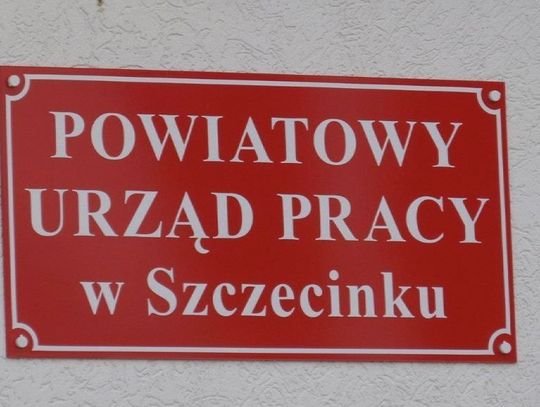 POWIATOWY
URZĄD PRACY
w Szczecinku